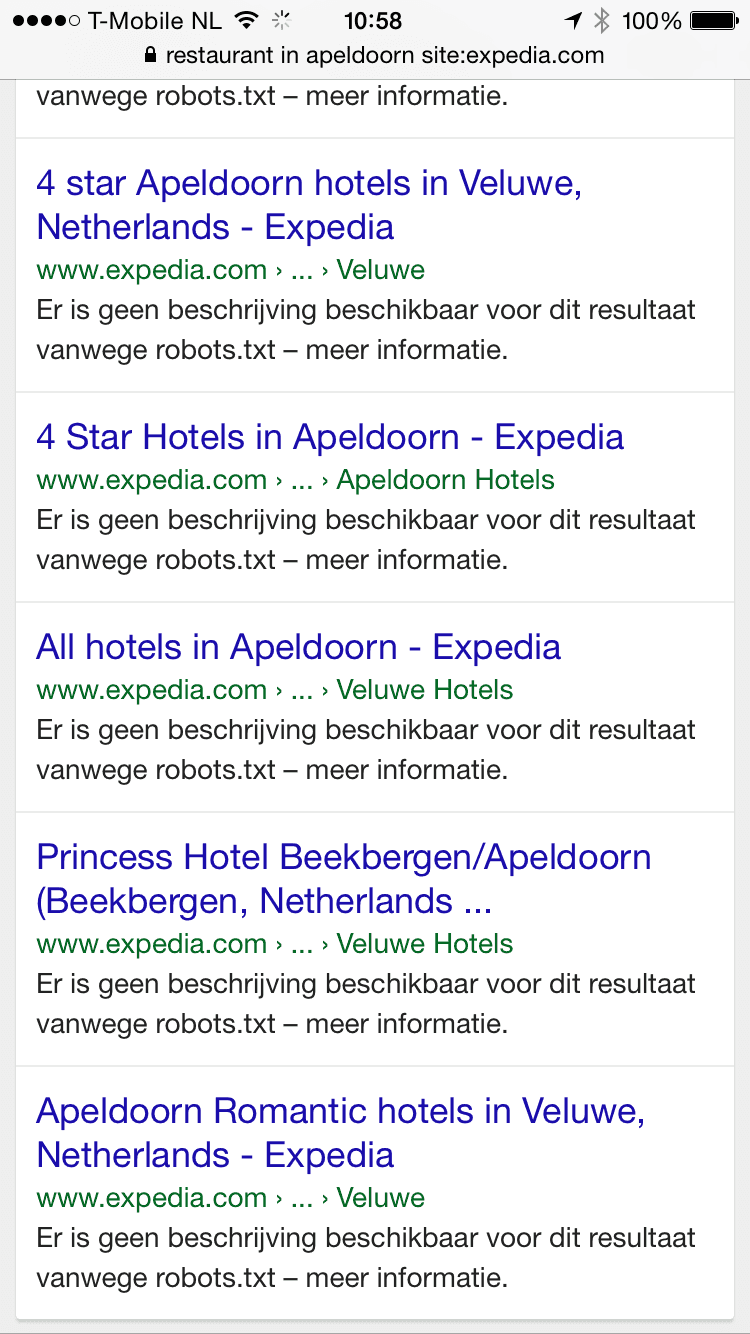 T-Mobile NL 10:58 100%
restaurant in apeldoorn site:expedia.com
vanwege robots.txt – meer informatie.
4 star Apeldoorn hotels in Veluwe,
Netherlands - Expedia
www.expedia.com › ... › Veluwe
Er is geen beschrijving beschikbaar voor dit resultaat
vanwege robots.txt – meer informatie.
4 Star Hotels in Apeldoorn - Expedia
www.expedia.com › ... › Apeldoorn Hotels
Er is geen beschrijving beschikbaar voor dit resultaat
vanwege robots.txt – meer informatie.
All hotels in Apeldoorn - Expedia
www.expedia.com › ... › Veluwe Hotels
Er is geen beschrijving beschikbaar voor dit resultaat
vanwege robots.txt – meer informatie.
Princess Hotel Beekbergen/Apeldoorn
(Beekbergen, Netherlands ...
www.expedia.com › ... › Veluwe Hotels
Er is geen beschrijving beschikbaar voor dit resultaat
vanwege robots.txt – meer informatie.
Apeldoorn Romantic hotels in Veluwe,
Netherlands - Expedia
www.expedia.com › ... › Veluwe
Er is geen beschrijving beschikbaar voor dit resultaat
vanwege robots.txt – meer informatie.